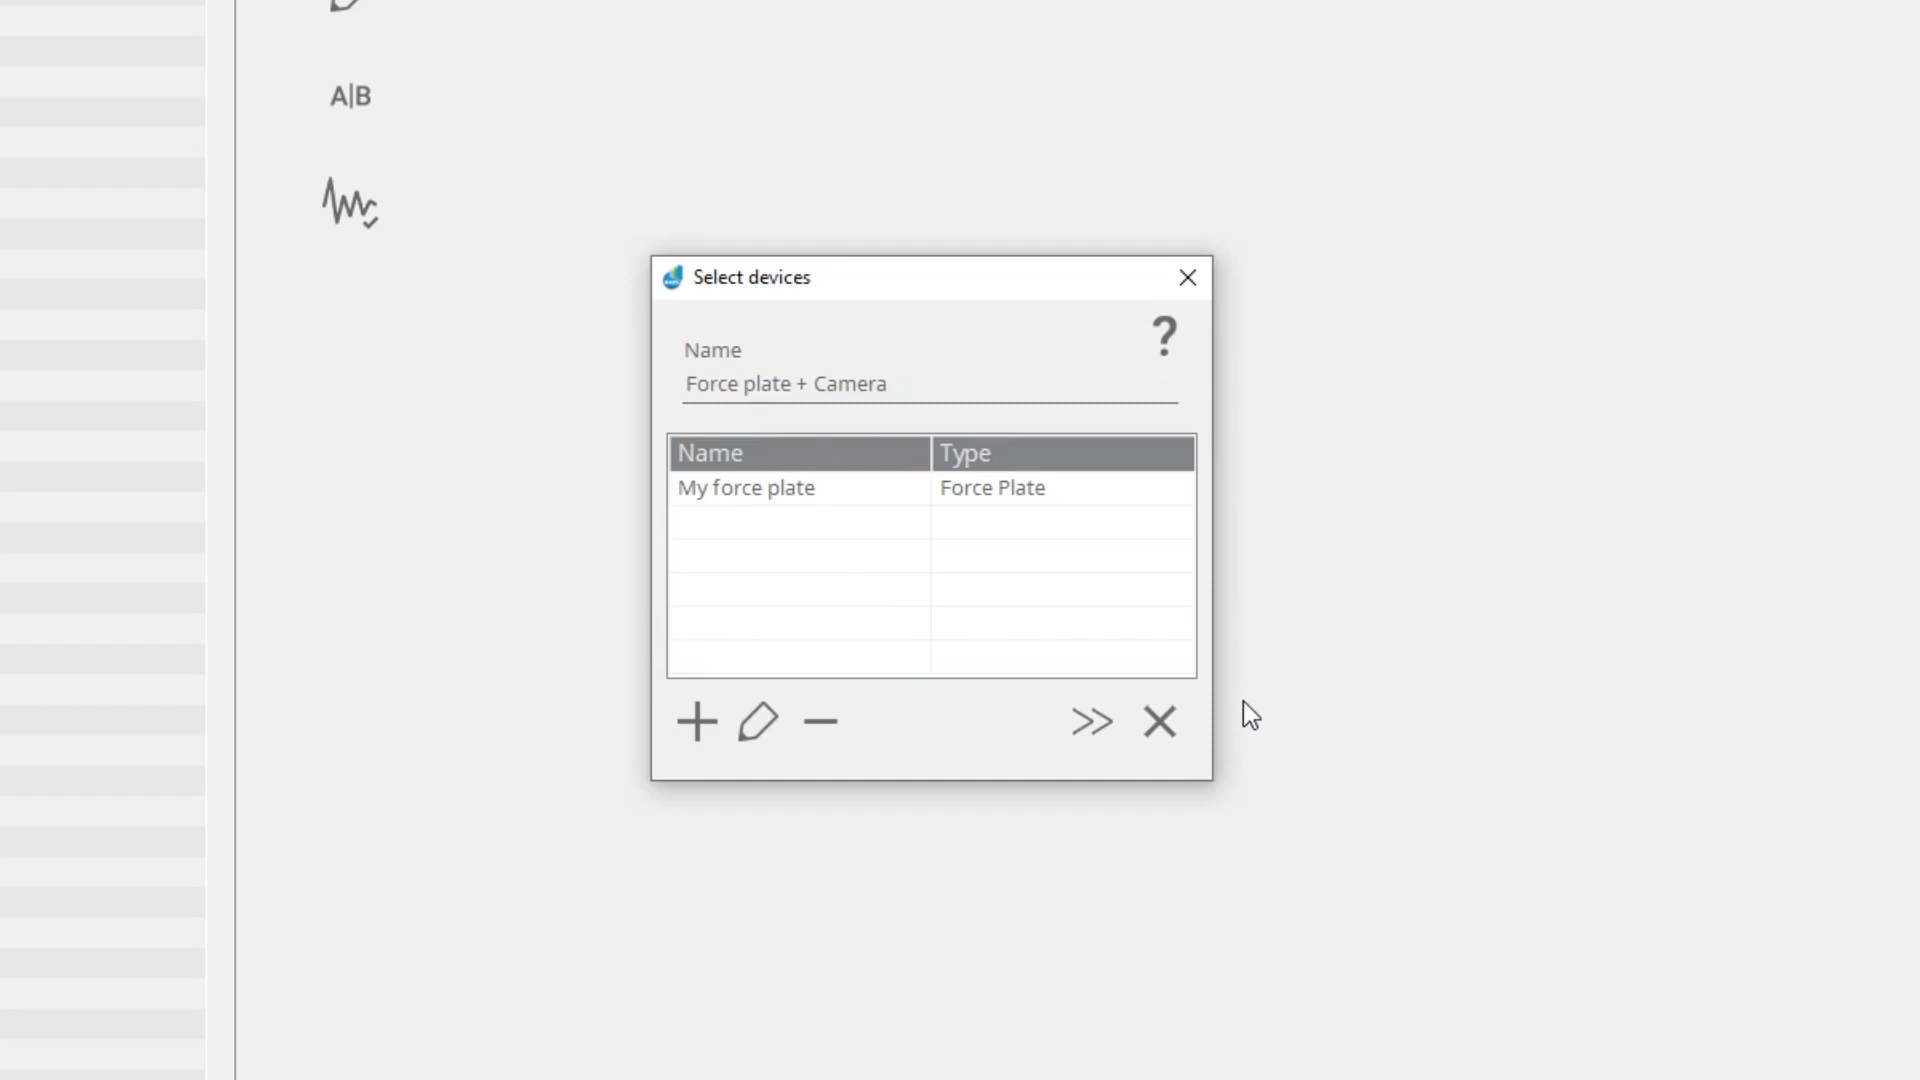 A|B
Select devices
Name
Force plate + Camera
Name Type
My force plate Force Plate